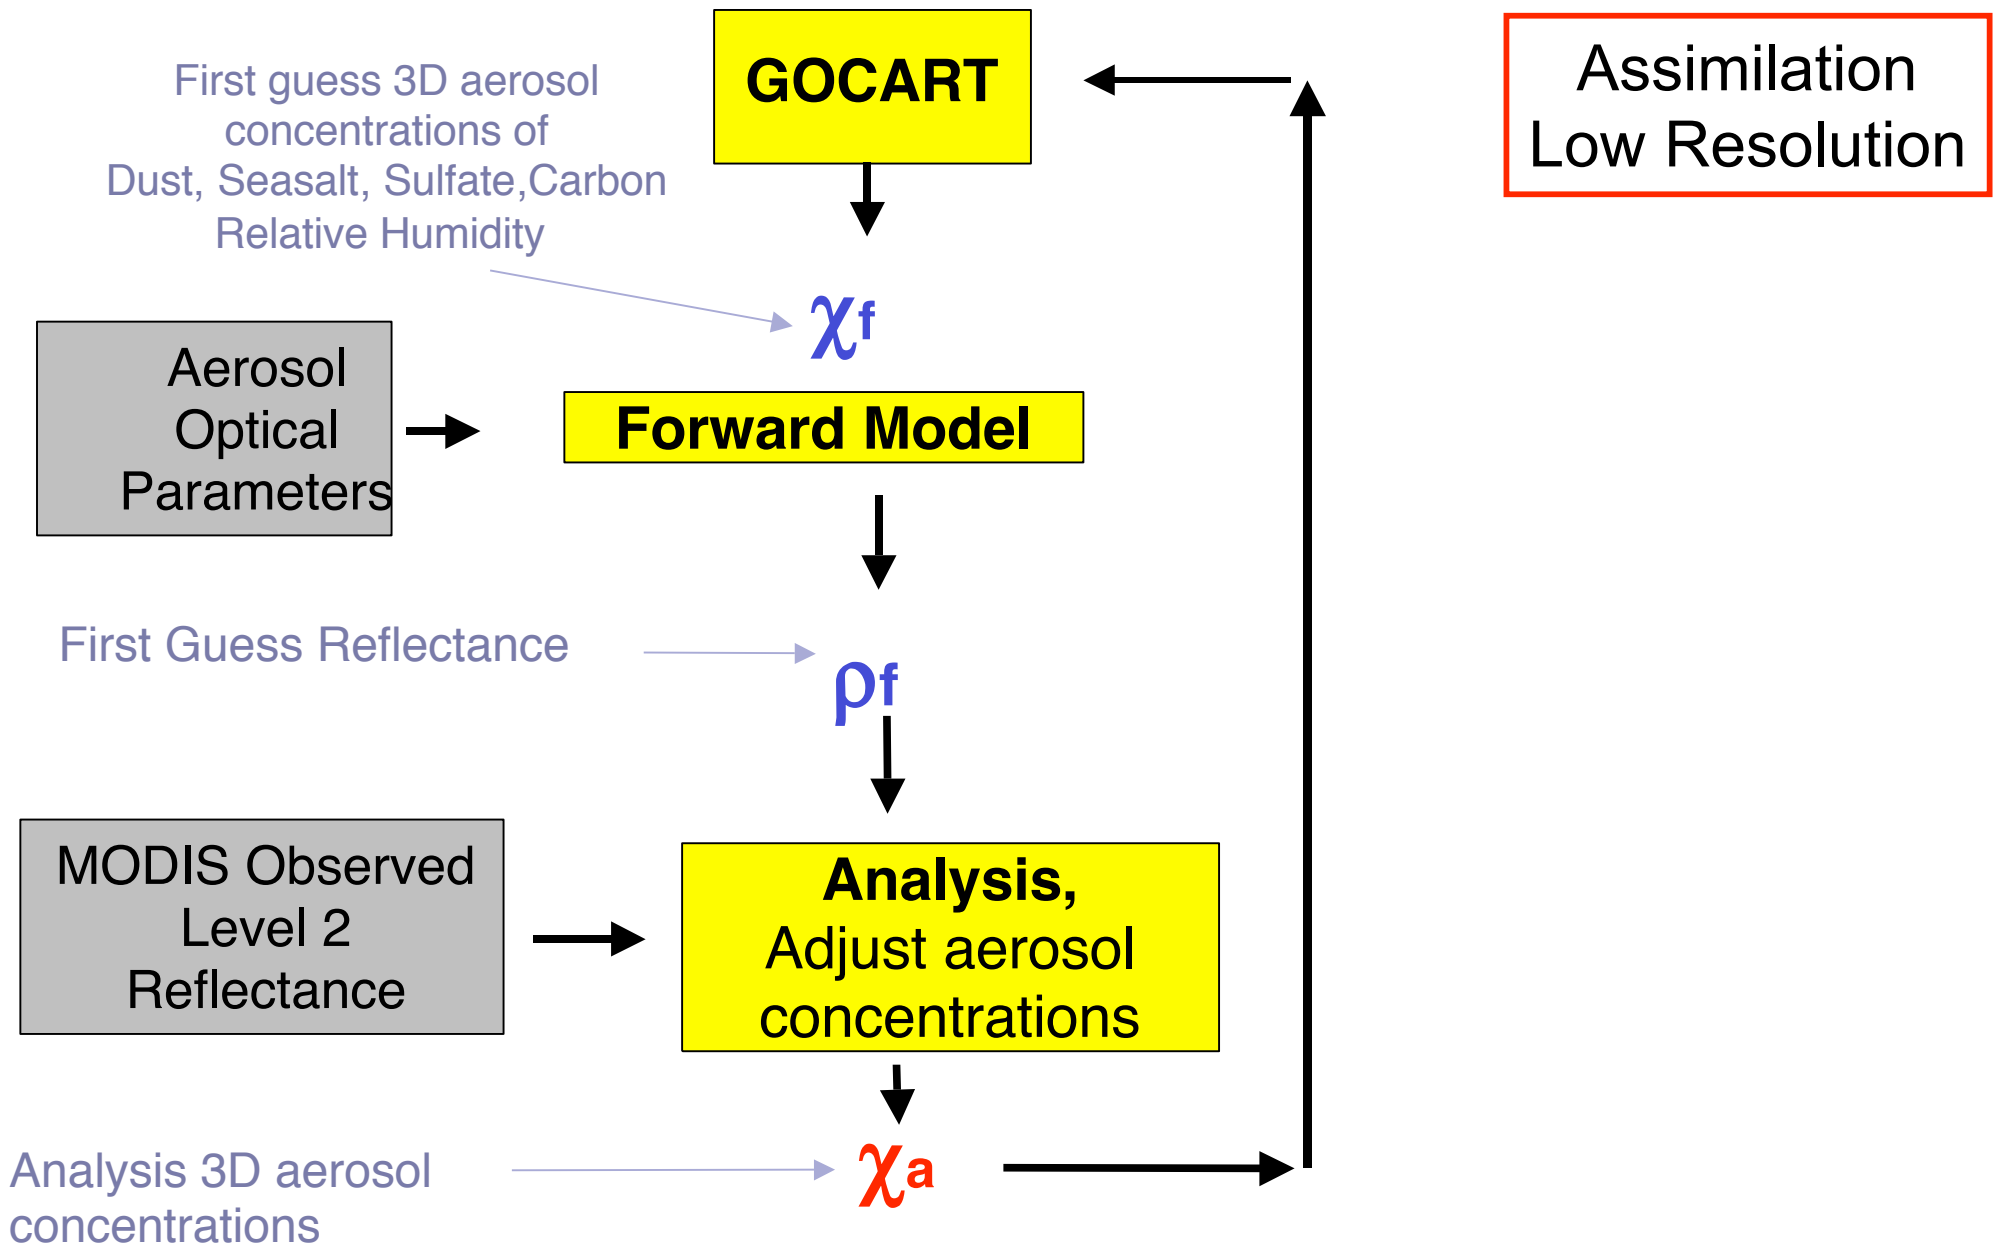 GOCART
Assimilation
Low Resolution
First guess 3D aerosol
concentrations of
Dust, Seasalt, Sulfate,Carbon
Relative Humidity
χf
Aerosol
Optical
Parameters
Forward Model
First Guess Reflectance
ρf
MODIS Observed
Level 2
Reflectance
Analysis,
Adjust aerosol
concentrations
Analysis 3D aerosol
concentrations
χa